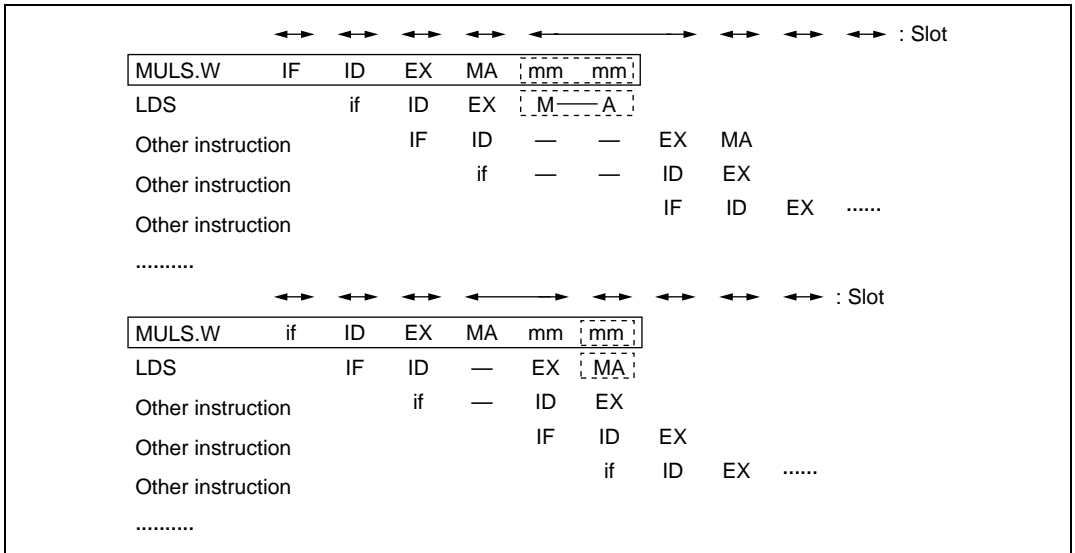 : Slot
MULS.W IF ID EX MA mm mm
LDS if ID EX M——A
Other instruction IF ID — — EX MA
Other instruction if — — ID EX
Other instruction IF ID EX ......
..........
: Slot
MULS.W if ID EX MA mm mm
LDS IF ID — EX MA
Other instruction if — ID EX
Other instruction IF ID EX
Other instruction if ID EX ......
..........